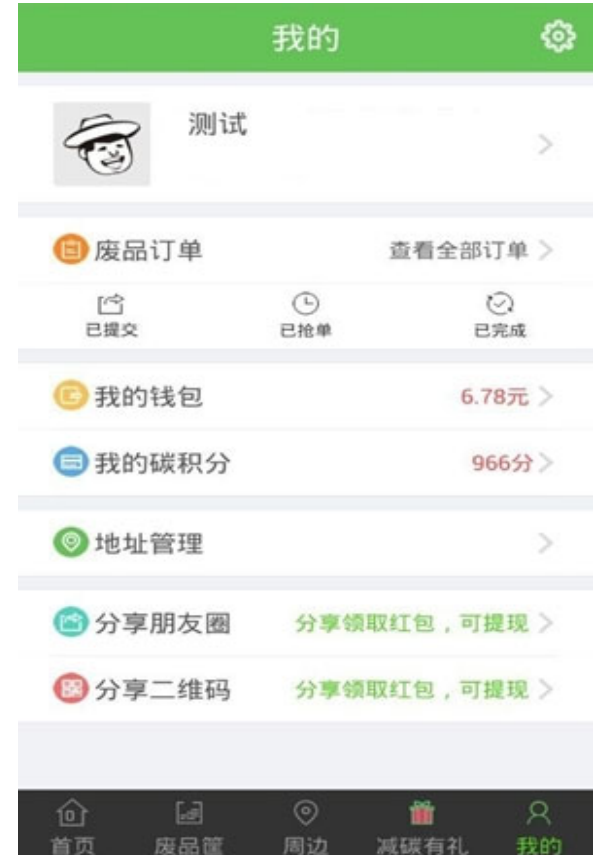 我的
测试
废品订单 查看全部订单
已提交 已抢单 已完成
我的钱包 6.78元
我的碳积分 966分
地址管理
分享朋友圈 分享领取红包，可提现
分享二维码 分享领取红包，可提现
首页 废品筐 周边 减碳有礼 我的